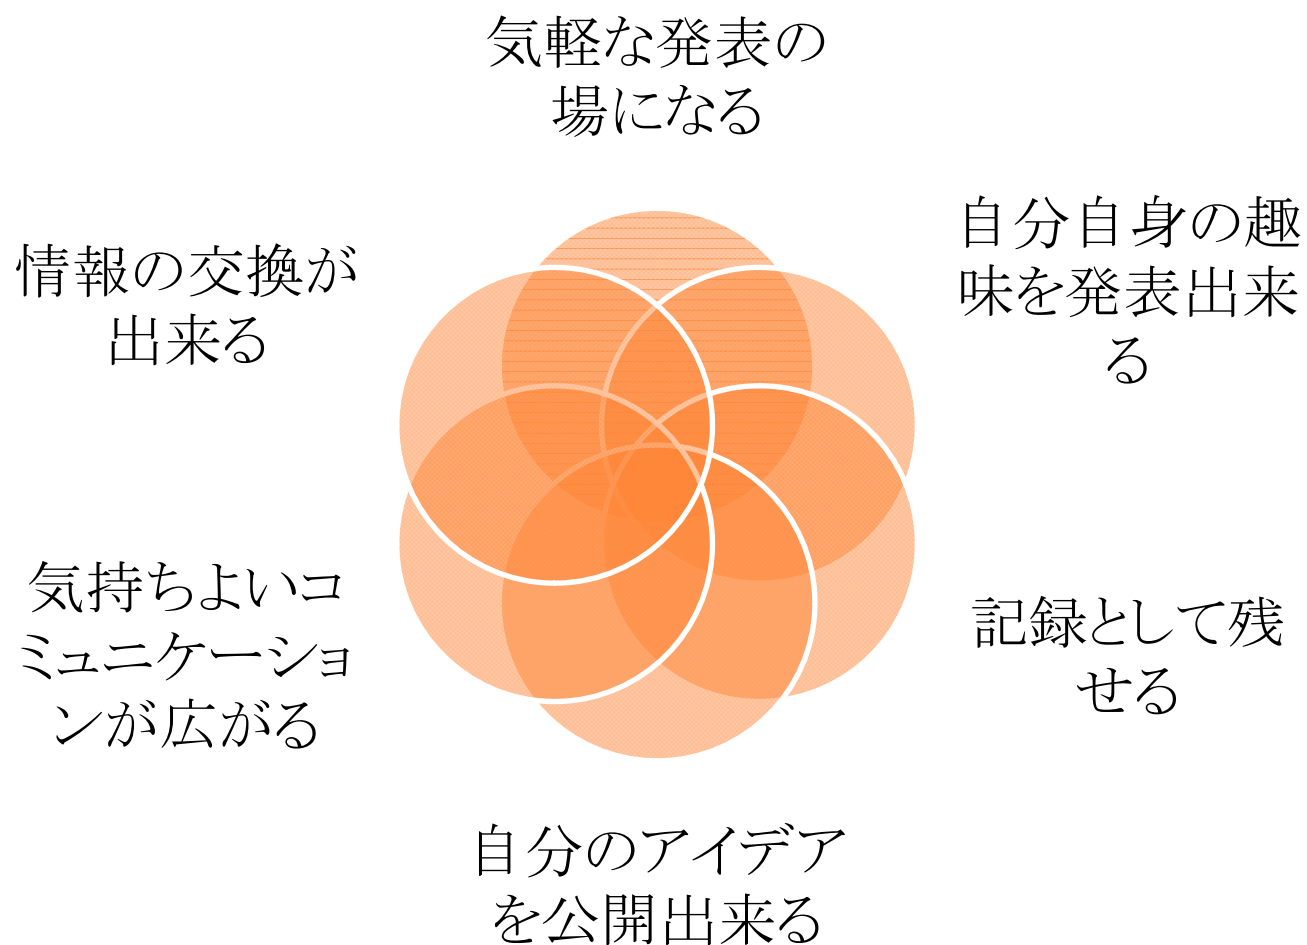 気軽な発表の
場になる
自分自身の趣
味を発表出来
る
記録として残
せる
自分のアイデア
を公開出来る
気持ちよいコ
ミュニケーショ
ンが広がる
情報の交換が
出来る